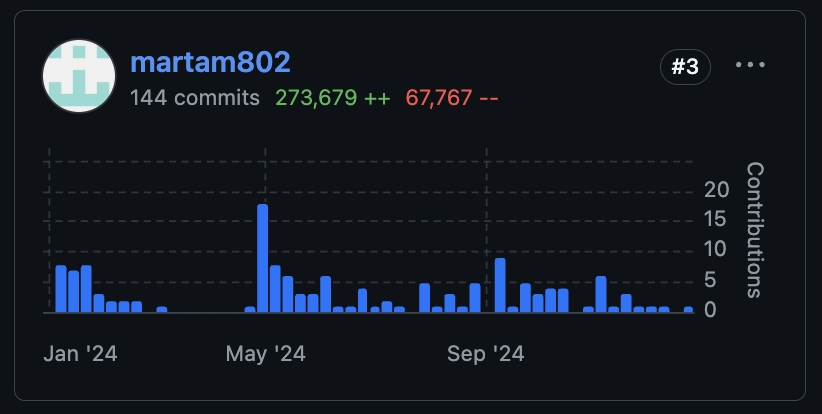 martam802
#3
144 commits 273,679 ++ 67,767 --
20
15
10
5
0
Contributions
Jan '24
May '24
Sep '24